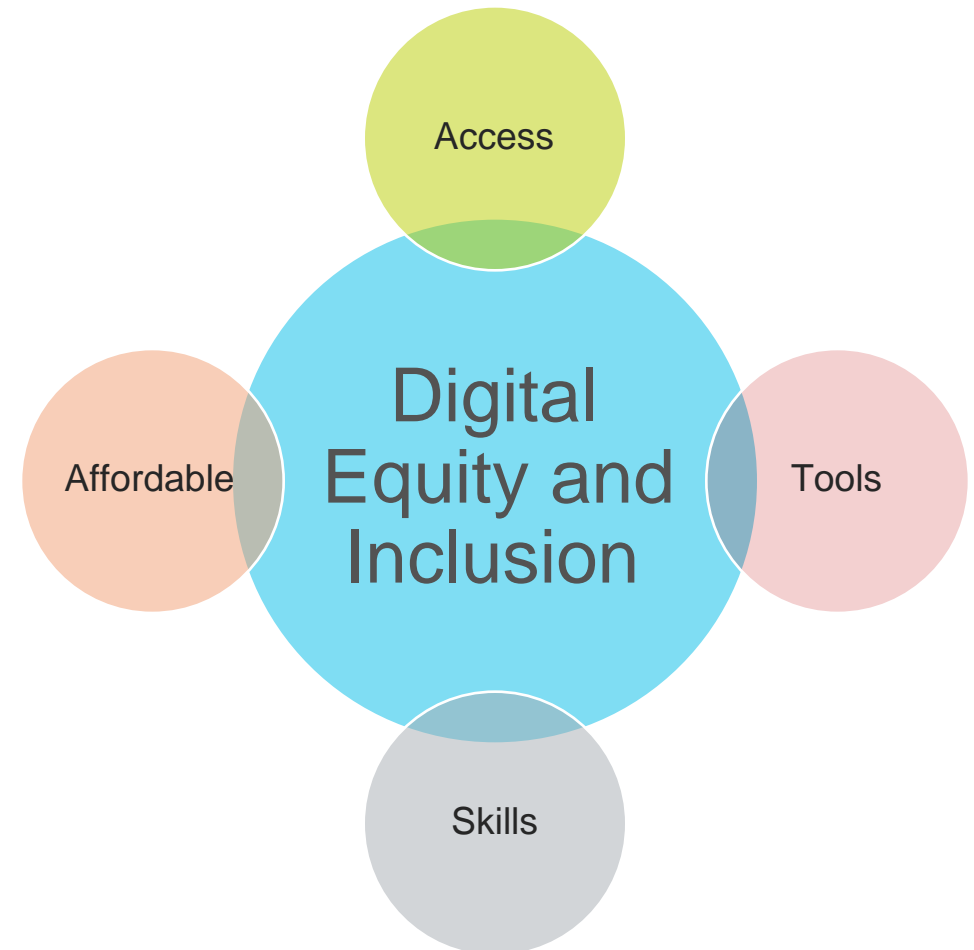 Access
Affordable
Digital
Equity and
Inclusion
Tools
Skills